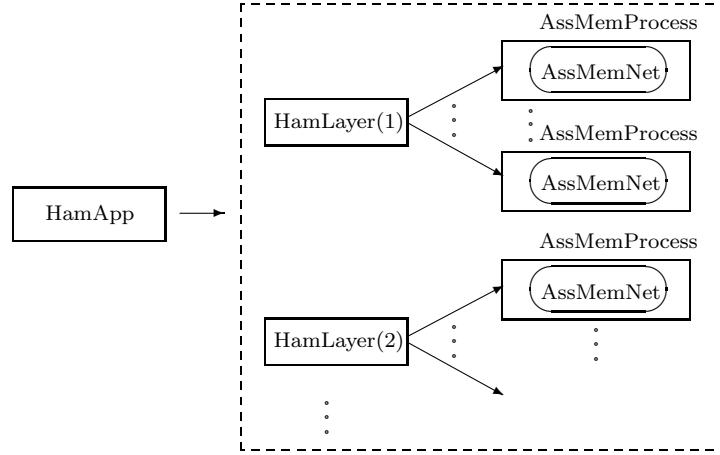 AssMemProcess
AssMemNet
HamLayer(1)
AssMemProcess
AssMemNet
HamApp
AssMemProcess
AssMemNet
HamLayer(2)